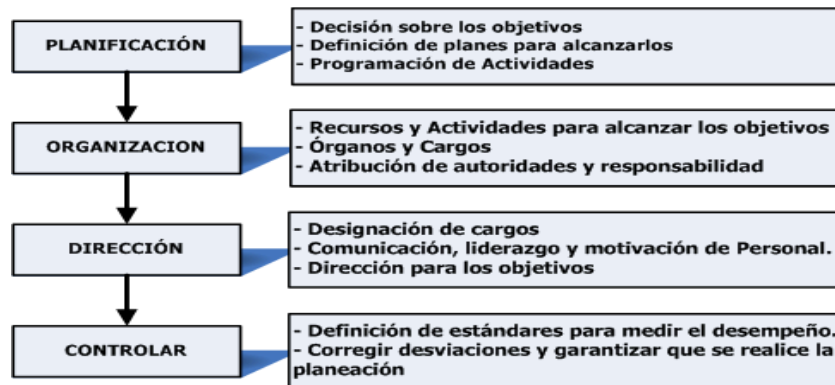 PLANIFICACIÓN
- Decisión sobre los objetivos
- Definición de planes para alcanzarlos
- Programación de Actividades
ORGANIZACION
- Recursos y Actividades para alcanzar los objetivos
- Órganos y Cargos
- Atribución de autoridades y responsabilidad
DIRECCIÓN
- Designación de cargos
- Comunicación, liderazgo y motivación de Personal.
- Dirección para los objetivos
CONTROLAR
- Definición de estándares para medir el desempeño.
- Corregir desviaciones y garantizar que se realice la
planeación